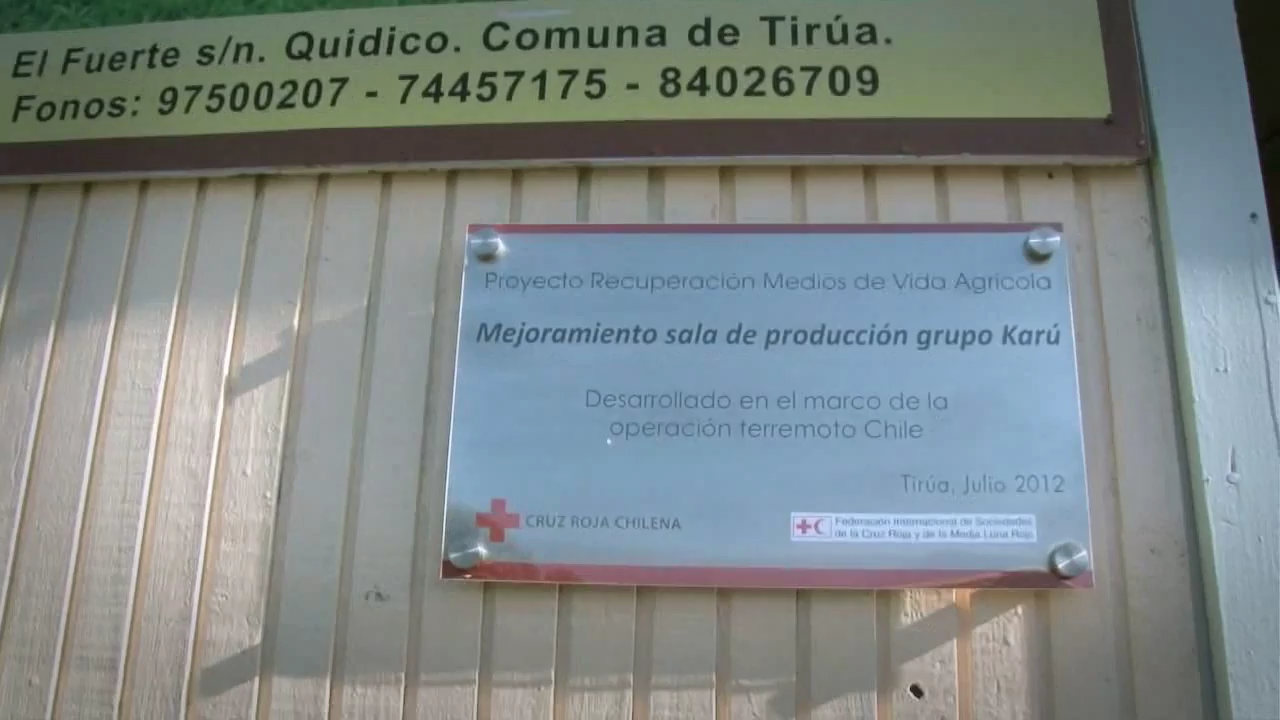 El Fuerte s/n. Quidico. Comuna de Tirúa.
Fonos: 97500207 - 74457175 - 84026709
Proyecto Recuperación Medios de Vida Agrícola
Mejoramiento sala de producción grupo Karú
Desarrollado en el marco de la
operación terremoto Chile
Tirúa, Julio 2012
CRUZ ROJA CHILENA
Federación Internacional de Sociedades
de la Cruz Roja y de la Media Luna Roja